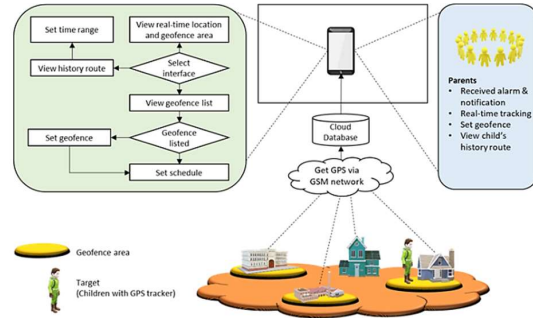 Set time range
View real-time location
and geofence area
View history route
Select
interface
View geofence list
Set geofence
Geofence
listed
Set schedule
Cloud
Database
Get GPS via
GSM network
Parents
• Received alarm &
notification
• Real-time tracking
• Set geofence
• View child's
history route
Geofence area
Target
(Children with GPS tracker)